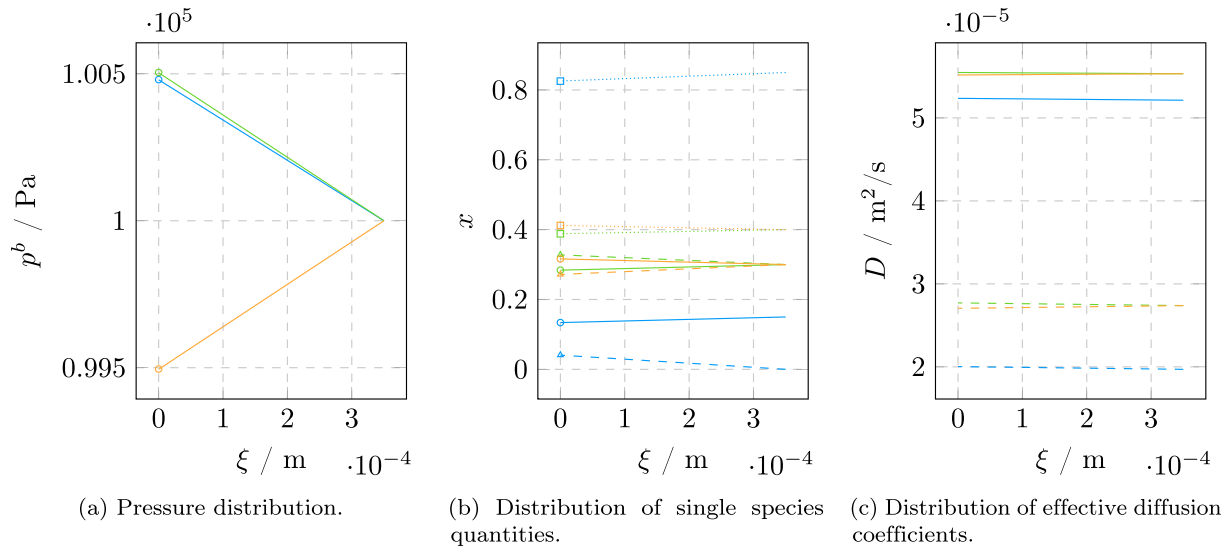 ·10⁵
1.005
1
0.995
p^b / Pa
0 1 2 3
ξ / m ·10⁻⁴
(a) Pressure distribution.
0.8
0.6
0.4
0.2
0
x
0 1 2 3
ξ / m ·10⁻⁴
(b) Distribution of single species
quantities.
·10⁻⁵
5
4
3
2
D / m²/s
0 1 2 3
ξ / m ·10⁻⁴
(c) Distribution of effective diffusion
coefficients.